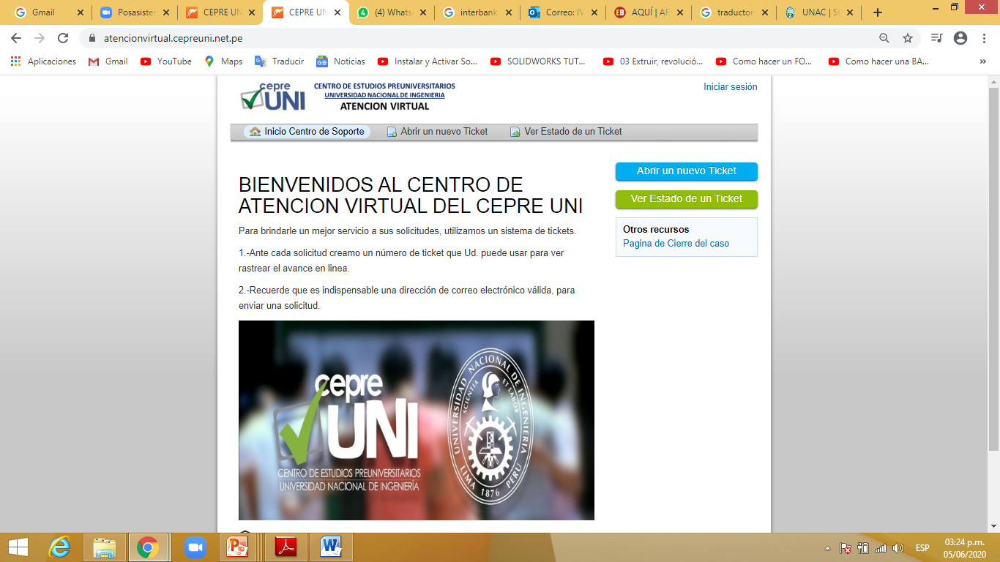 Gmail
Posasister
CEPRE UN
CEPRE UN
(4) Whats
interbank
Correo: IV
AQUÍ | AF
traductor
UNAC | S
atencionvirtual.cepreuni.net.pe
Aplicaciones
Gmail
YouTube
Maps
Traducir
Noticias
Instalar y Activar So...
SOLIDWORKS TUT...
03 Extruir, revolució...
Como hacer un FO...
Como hacer una BA...
»
cepre
UNI
CENTRO DE ESTUDIOS PREUNIVERSITARIOS
UNIVERSIDAD NACIONAL DE INGENIERIA
ATENCION VIRTUAL
Iniciar sesión
Inicio Centro de Soporte
Abrir un nuevo Ticket
Ver Estado de un Ticket
BIENVENIDOS AL CENTRO DE
ATENCION VIRTUAL DEL CEPRE UNI
Para brindarle un mejor servicio a sus solicitudes, utilizamos un sistema de tickets.
1.-Ante cada solicitud creamo un número de ticket que Ud. puede usar para ver
rastrear el avance en linea.
2.-Recuerde que es indispensable una dirección de correo electrónico válida, para
enviar una solicitud.
Abrir un nuevo Ticket
Ver Estado de un Ticket
Otros recursos
Pagina de Cierre del caso
cepre
UNI
CENTRO DE ESTUDIOS PREUNIVERSITARIOS
UNIVERSIDAD NACIONAL DE INGENIERÍA
UNIVERSIDAD NACIONAL DE INGENIERIA
SCIENTIA ET LABOR
LIMA 1876 PERU
ESP
03:24 p.m.
05/06/2020